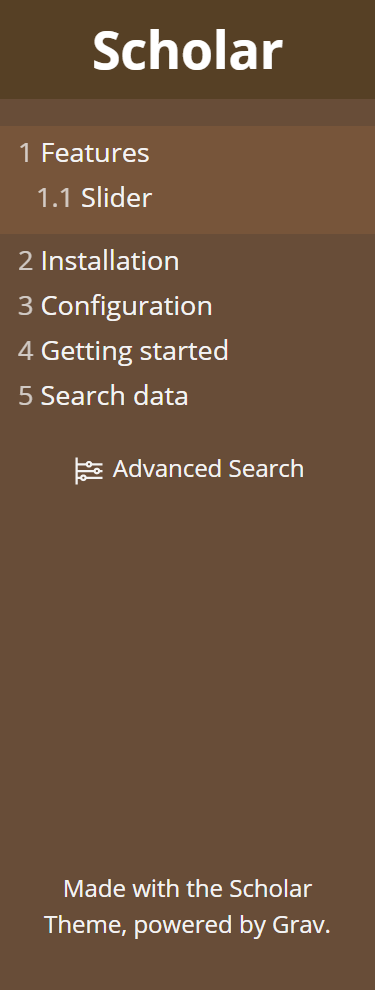 Scholar
1 Features
1.1 Slider
2 Installation
3 Configuration
4 Getting started
5 Search data
Advanced Search
Made with the Scholar
Theme, powered by Grav.